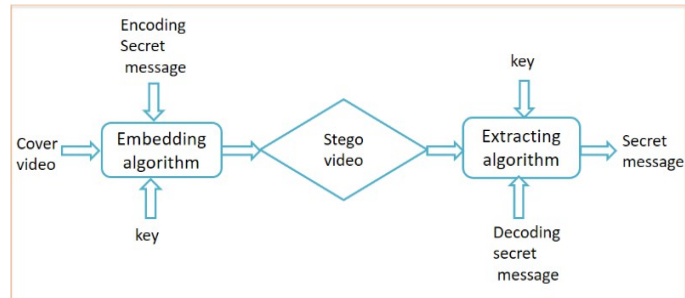 Encoding
Secret
message
Cover
video
Embedding
algorithm
key
Stego
video
key
Extracting
algorithm
Decoding
secret
message
Secret
message